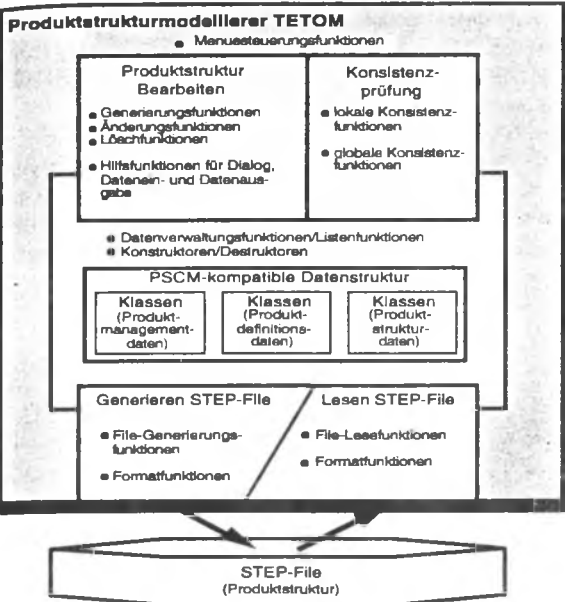 Produktstrukturmodellierer TETOM
• Menuesteuerungsfunktionen
Produktstruktur
Bearbeiten
• Generierungsfunktionen
• Änderungsfunktionen
• Löschfunktionen
• Hilfsfunktionen für Dialog,
Datenein- und Datenaus-
gabe
Konsistenz-
prüfung
• lokale Konsistenz-
funktionen
• globale Konsistenz-
funktionen
• Datenverwaltungsfunktionen/Listenfunktionen
• Konstruktoren/Destruktoren
PSCM-kompatible Datenstruktur
Klassen
(Produkt-
management-
daten)
Klassen
(Produkt-
definitions-
daten)
Klassen
(Produkt-
struktur-
daten)
Generieren STEP-File
• File-Generierungs-
funktionen
• Formatfunktionen
Lesen STEP-File
• File-Lesefunktionen
• Formatfunktionen
STEP-File
(Produktstruktur)